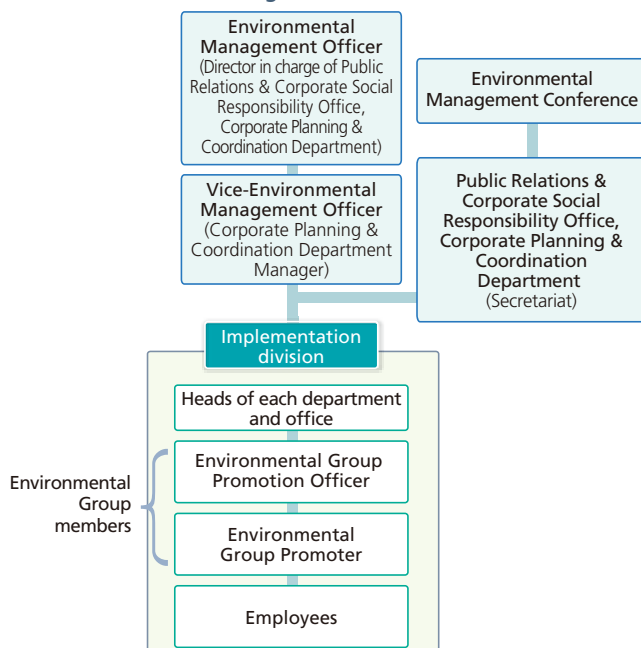 Environmental
Management Officer
(Director in charge of Public
Relations & Corporate Social
Responsibility Office,
Corporate Planning &
Coordination Department)
Environmental
Management Conference
Vice-Environmental
Management Officer
(Corporate Planning &
Coordination Department
Manager)
Public Relations &
Corporate Social
Responsibility Office,
Corporate Planning &
Coordination
Department
(Secretariat)
Implementation
division
Heads of each department
and office
Environmental
Group
members
Environmental Group
Promotion Officer
Environmental
Group Promoter
Employees